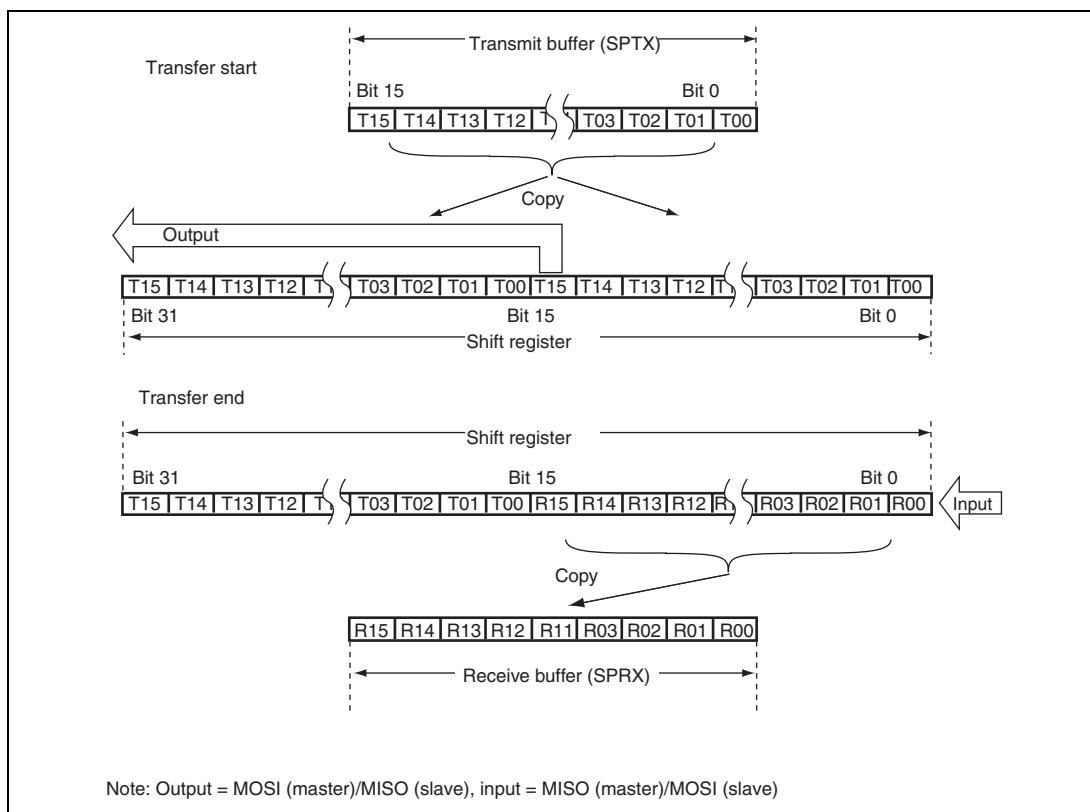 Transmit buffer (SPTX)
Transfer start
Bit 15 Bit 0
T15 T14 T13 T12 T03 T02 T01 T00
Copy
Output
T15 T14 T13 T12 T03 T02 T01 T00 T15 T14 T13 T12 T03 T02 T01 T00
Bit 31 Bit 15 Bit 0
Shift register
Transfer end
Shift register
Bit 31 Bit 15 Bit 0
T15 T14 T13 T12 T03 T02 T01 T00 R15 R14 R13 R12 R03 R02 R01 R00 Input
Copy
R15 R14 R13 R12 R11 R03 R02 R01 R00
Receive buffer (SPRX)
Note: Output = MOSI (master)/MISO (slave), input = MISO (master)/MOSI (slave)